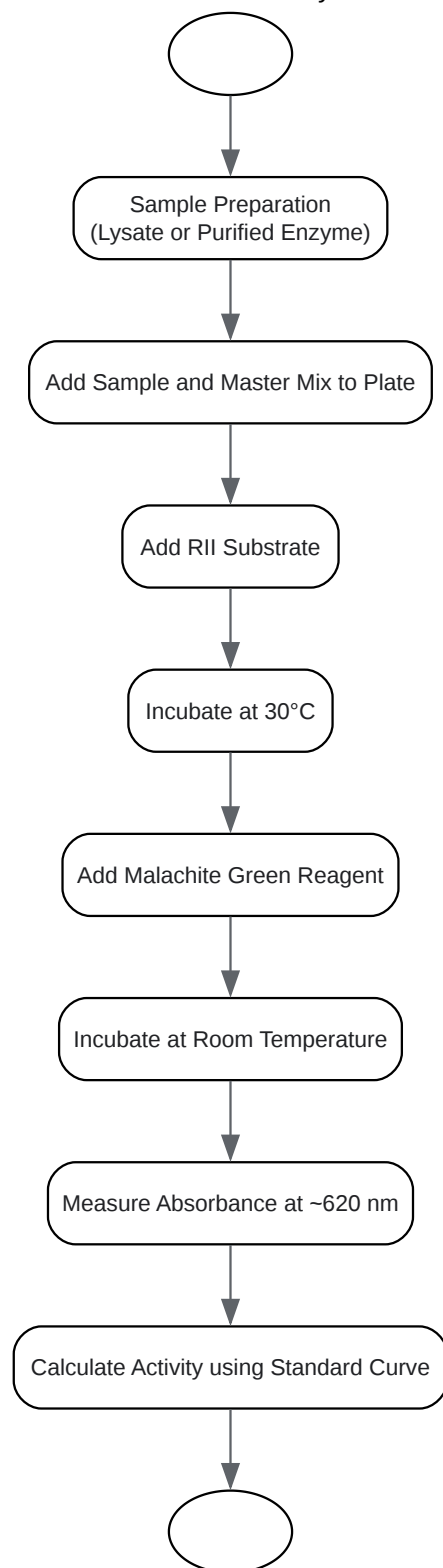 Sample Preparation
(Lysate or Purified Enzyme)
Add Sample and Master Mix to Plate
Add RII Substrate
Incubate at 30°C
Add Malachite Green Reagent
Incubate at Room Temperature
Measure Absorbance at ~620 nm
Calculate Activity using Standard Curve